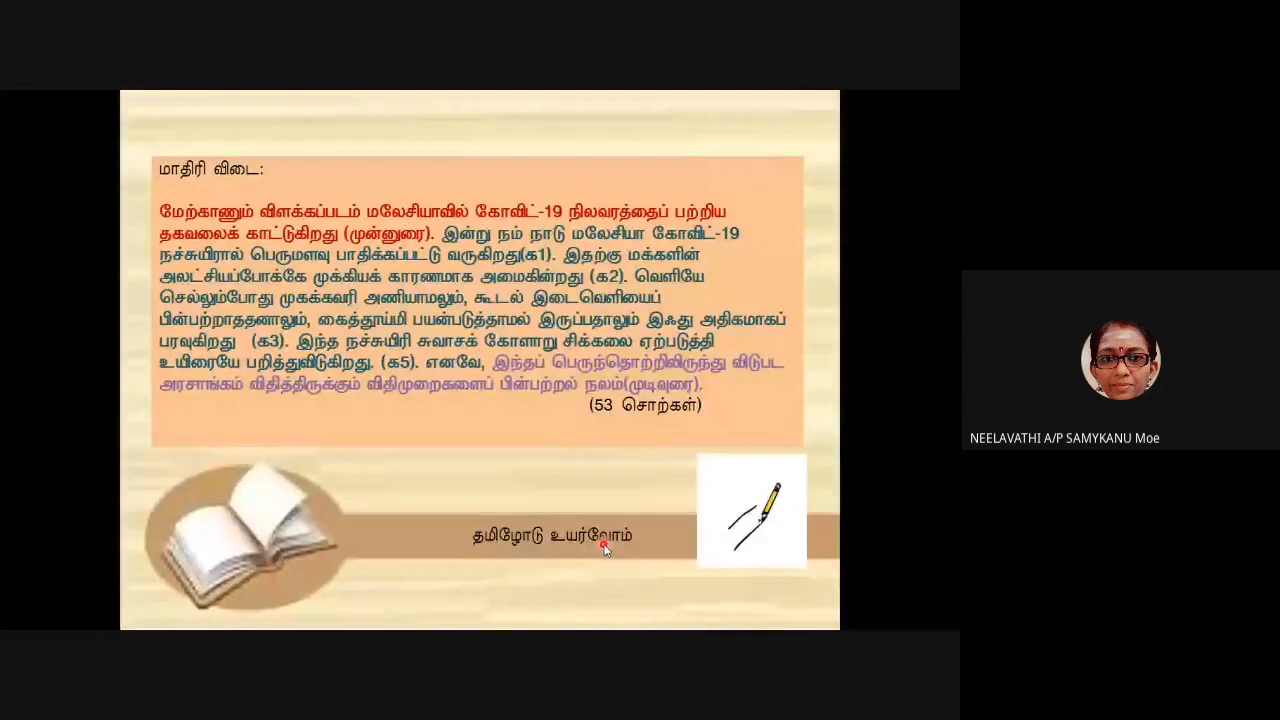 மாதிரி விடை:
மேற்காணும் விளக்கப்படம் மலேசியாவில் கோவிட்-19 நிலவரத்தைப் பற்றிய
தகவலைக் காட்டுகிறது (முன்னுரை). இன்று நம் நாடு மலேசியா கோவிட்-19
நச்சுயிரால் பெருமளவு பாதிக்கப்பட்டு வருகிறது(க1). இதற்கு மக்களின்
அலட்சியப்போக்கே முக்கியக் காரணமாக அமைகின்றது (க2). வெளியே
செல்லும்போது முகக்கவரி அணியாமலும், கூடல் இடைவெளியைப்
பின்பற்றாததனாலும், கைத்தூய்மி பயன்படுத்தாமல் இருப்பதாலும் இஃது அதிகமாகப்
பரவுகிறது (க3). இந்த நச்சுயிரி சுவாசக் கோளாறு சிக்கலை ஏற்படுத்தி
உயிரையே பறித்துவிடுகிறது. (க5). எனவே, இந்தப் பெருந்தொற்றிலிருந்து விடுபட
அரசாங்கம் விதித்திருக்கும் விதிமுறைகளைப் பின்பற்றல் நலம்(முடிவுரை).
(53 சொற்கள்)
தமிழோடு உயர்வோம்
NEELAVATHI A/P SAMYKANU Moe